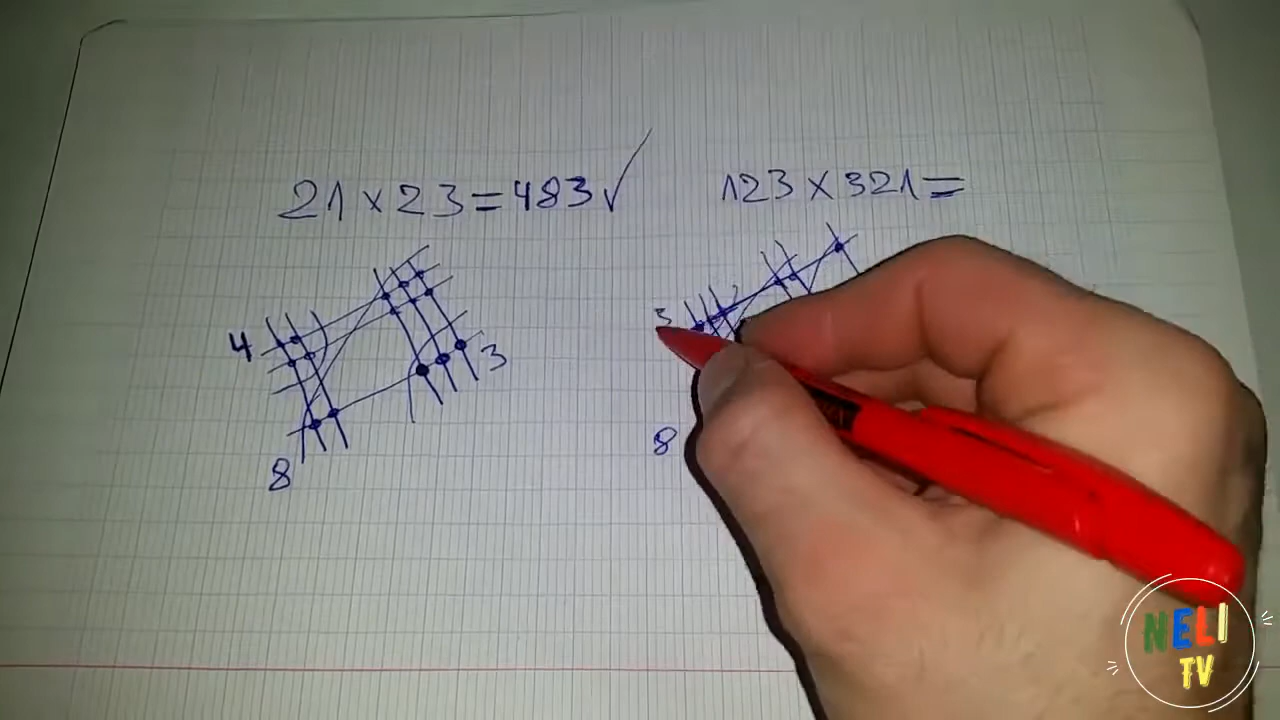 21 × 23 = 483 ✓
123 × 321 =
4
3
8
3
8
NELI
TV